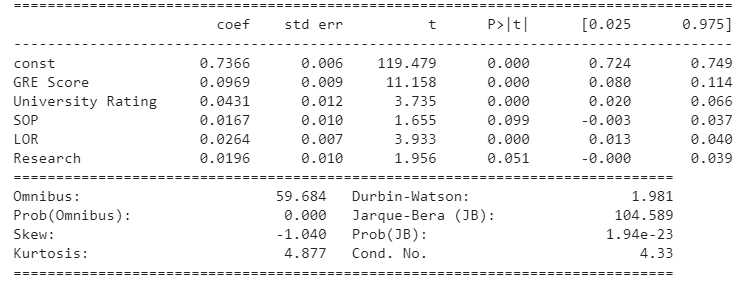 ==============================================================================
coef std err t P>|t| [0.025 0.975]
------------------------------------------------------------------------------
const 0.7366 0.006 119.479 0.000 0.724 0.749
GRE Score 0.0969 0.009 11.158 0.000 0.080 0.114
University Rating 0.0431 0.012 3.735 0.000 0.020 0.066
SOP 0.0167 0.010 1.655 0.099 -0.003 0.037
LOR 0.0264 0.007 3.933 0.000 0.013 0.040
Research 0.0196 0.010 1.956 0.051 -0.000 0.039
==============================================================================
Omnibus: 59.684 Durbin-Watson: 1.981
Prob(Omnibus): 0.000 Jarque-Bera (JB): 104.589
Skew: -1.040 Prob(JB): 1.94e-23
Kurtosis: 4.877 Cond. No. 4.33
==============================================================================